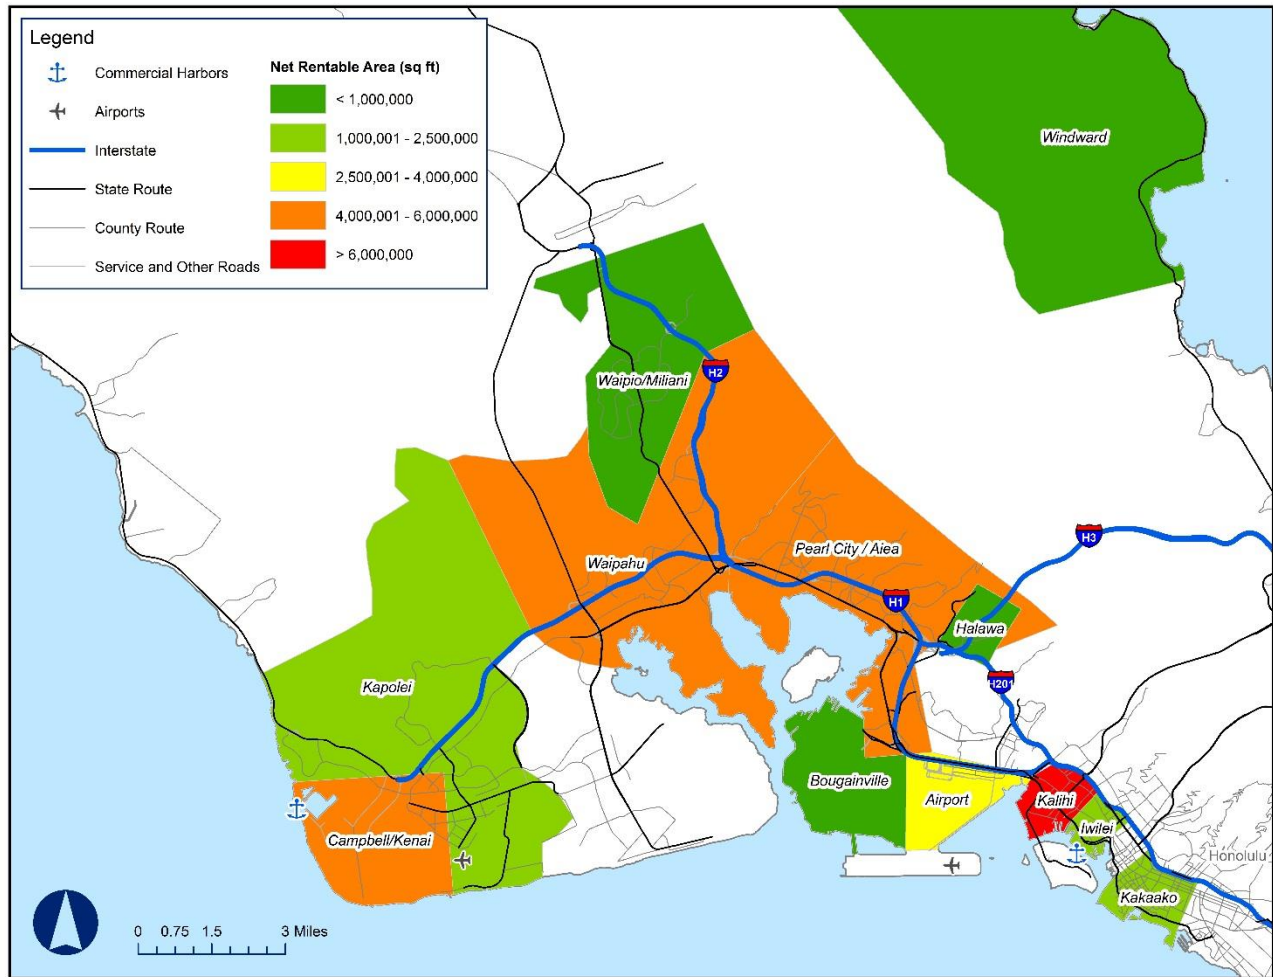 Legend
Commercial Harbors
Airports
Interstate
State Route
County Route
Service and Other Roads
Net Rentable Area (sq ft)
< 1,000,000
1,000,001 - 2,500,000
2,500,001 - 4,000,000
4,000,001 - 6,000,000
> 6,000,000
Windward
Waipio/Miliani
H2
Waipahu
Pearl City / Aiea
H3
H1
Halawa
H201
Kapolei
Bougainville
Airport
Kalihi
Iwilei
Campbell/Kenai
Honolulu
Kakaako
0 0.75 1.5 3 Miles